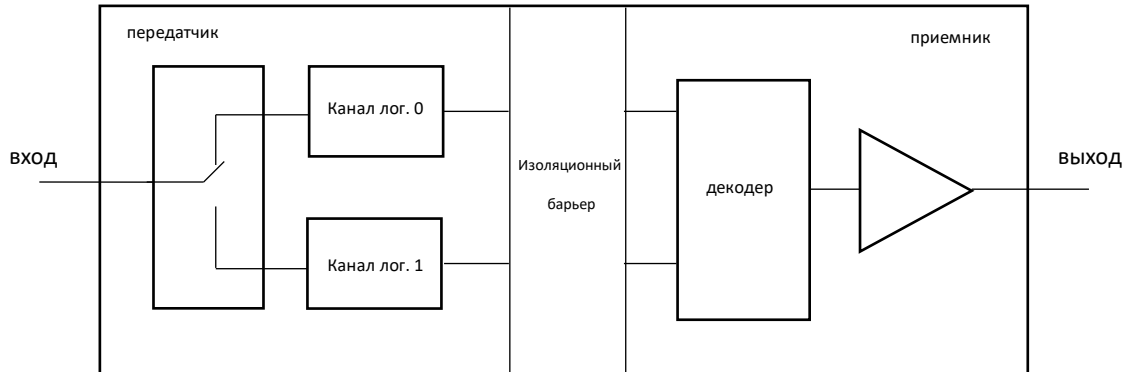 передатчик
приемник
Канал лог. 0
вход
Изоляционный
барьер
декодер
выход
Канал лог. 1